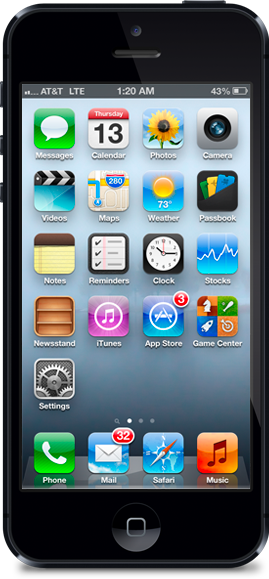 AT&T LTE 1:20 AM 43%
Thursday
13
280
73°
Messages Calendar Photos Camera
Videos Maps Weather Passbook
Notes Reminders Clock Stocks
3
Newsstand iTunes App Store Game Center
Settings
32
Phone Mail Safari Music